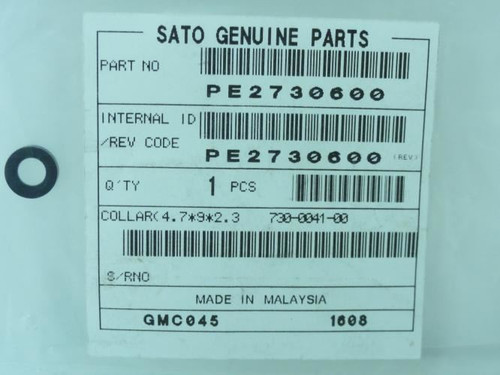 SATO GENUINE PARTS
PART NO
PE2730600
INTERNAL ID
/REV CODE
PE2730600 (REV)
Q'TY 1 PCS
COLLAR(4.7*9*2.3 730-0041-00
S/RNO
MADE IN MALAYSIA
GMC045 1608